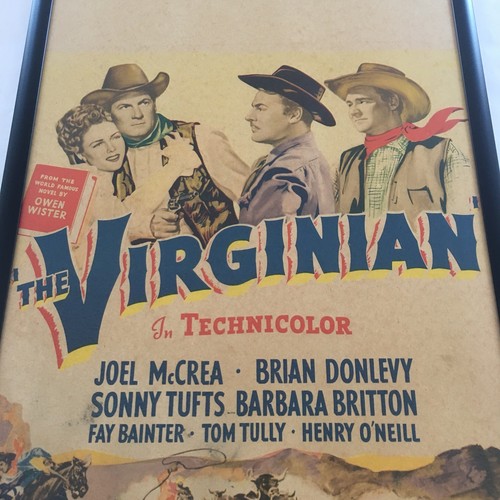 FROM THE
WORLD FAMOUS
NOVEL BY
OWEN
WISTER
"THE VIRGINIAN"
In TECHNICOLOR
JOEL McCREA · BRIAN DONLEVY
SONNY TUFTS · BARBARA BRITTON
FAY BAINTER · TOM TULLY · HENRY O'NEILL